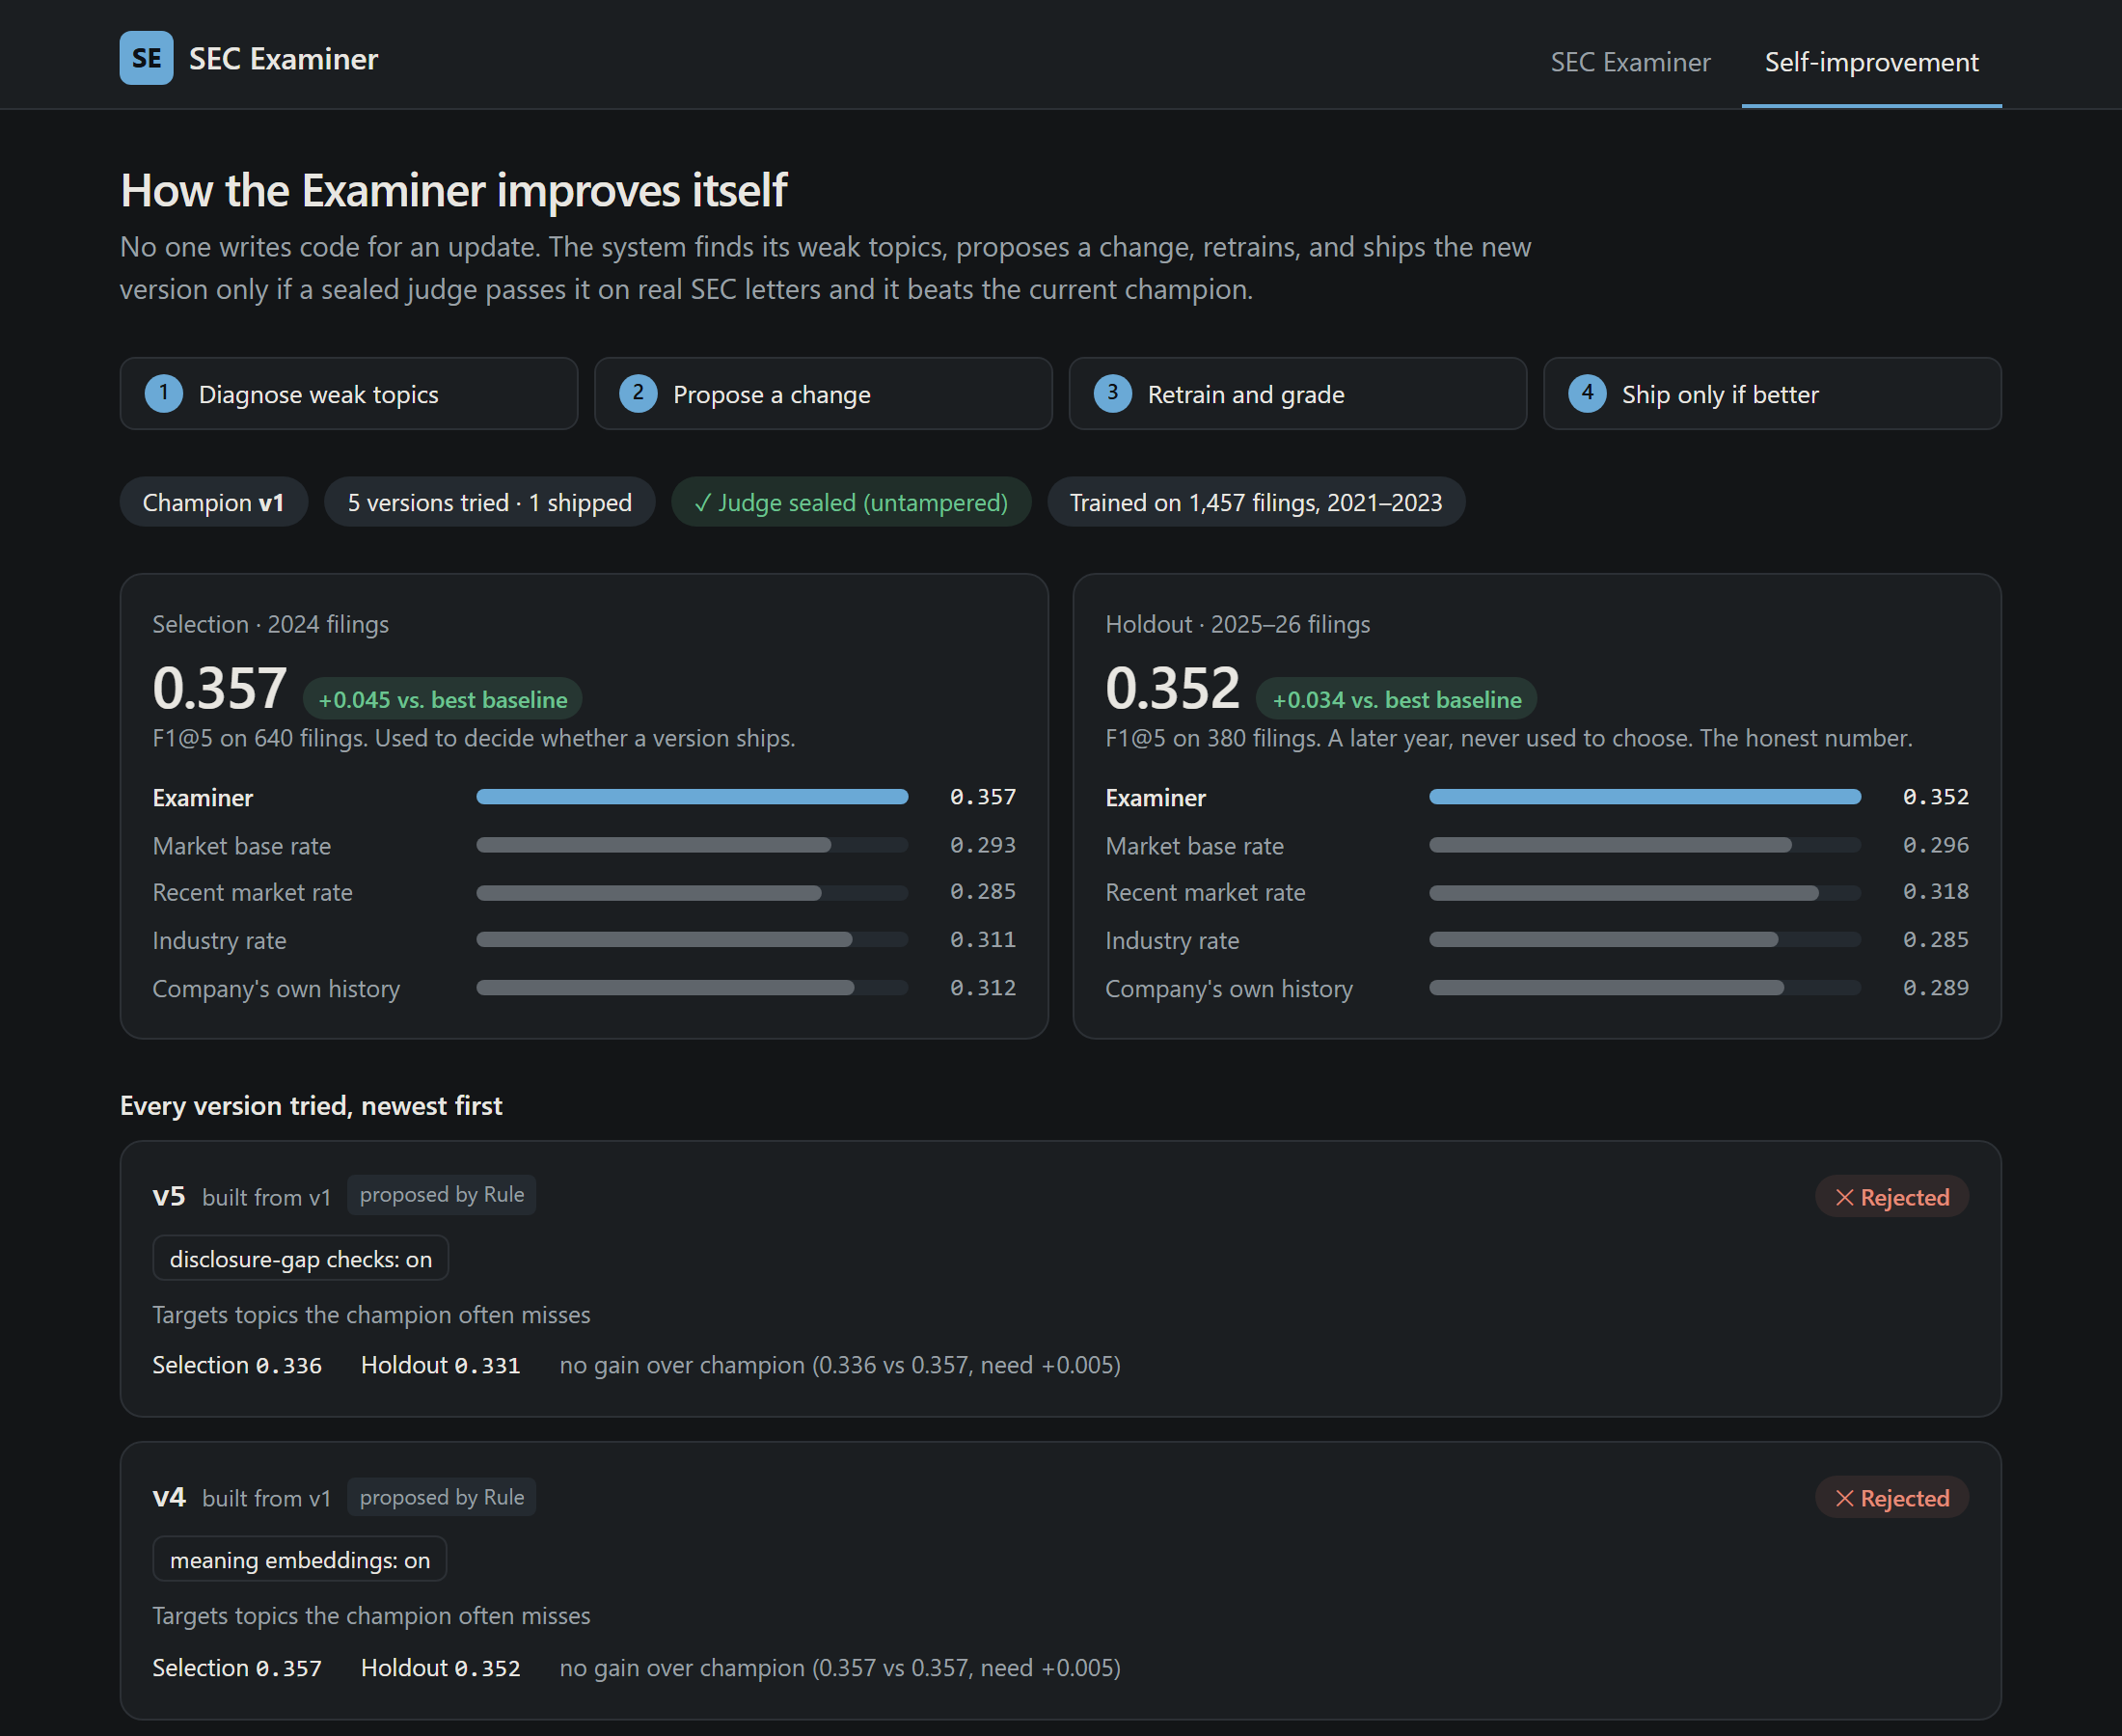 SE SEC Examiner
SEC Examiner
Self-improvement
How the Examiner improves itself
No one writes code for an update. The system finds its weak topics, proposes a change, retrains, and ships the new
version only if a sealed judge passes it on real SEC letters and it beats the current champion.
1 Diagnose weak topics
2 Propose a change
3 Retrain and grade
4 Ship only if better
Champion v1
5 versions tried · 1 shipped
✓ Judge sealed (untampered)
Trained on 1,457 filings, 2021–2023
Selection · 2024 filings
0.357 +0.045 vs. best baseline
F1@5 on 640 filings. Used to decide whether a version ships.
Examiner 0.357
Market base rate 0.293
Recent market rate 0.285
Industry rate 0.311
Company's own history 0.312
Holdout · 2025–26 filings
0.352 +0.034 vs. best baseline
F1@5 on 380 filings. A later year, never used to choose. The honest number.
Examiner 0.352
Market base rate 0.296
Recent market rate 0.318
Industry rate 0.285
Company's own history 0.289
Every version tried, newest first
v5 built from v1 proposed by Rule ✕ Rejected
disclosure-gap checks: on
Targets topics the champion often misses
Selection 0.336 Holdout 0.331 no gain over champion (0.336 vs 0.357, need +0.005)
v4 built from v1 proposed by Rule ✕ Rejected
meaning embeddings: on
Targets topics the champion often misses
Selection 0.357 Holdout 0.352 no gain over champion (0.357 vs 0.357, need +0.005)